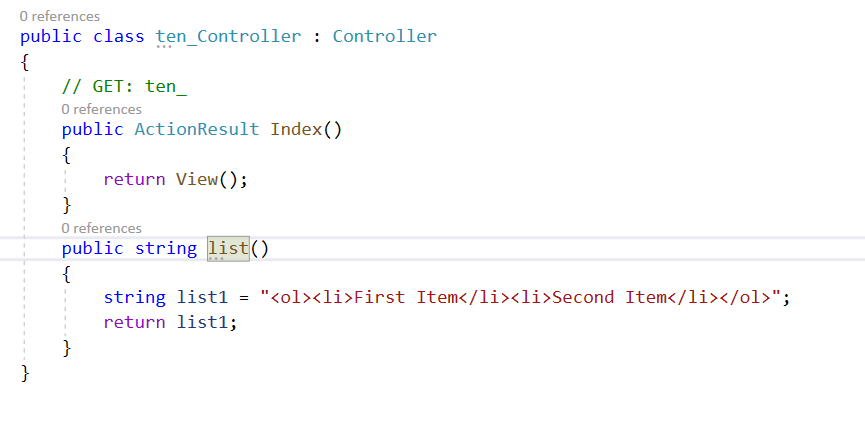 0 references
public class ten_Controller : Controller
{
    // GET: ten_
    0 references
    public ActionResult Index()
    {
        return View();
    }
    0 references
    public string list()
    {
        string list1 = "<ol><li>First Item</li><li>Second Item</li></ol>";
        return list1;
    }
}